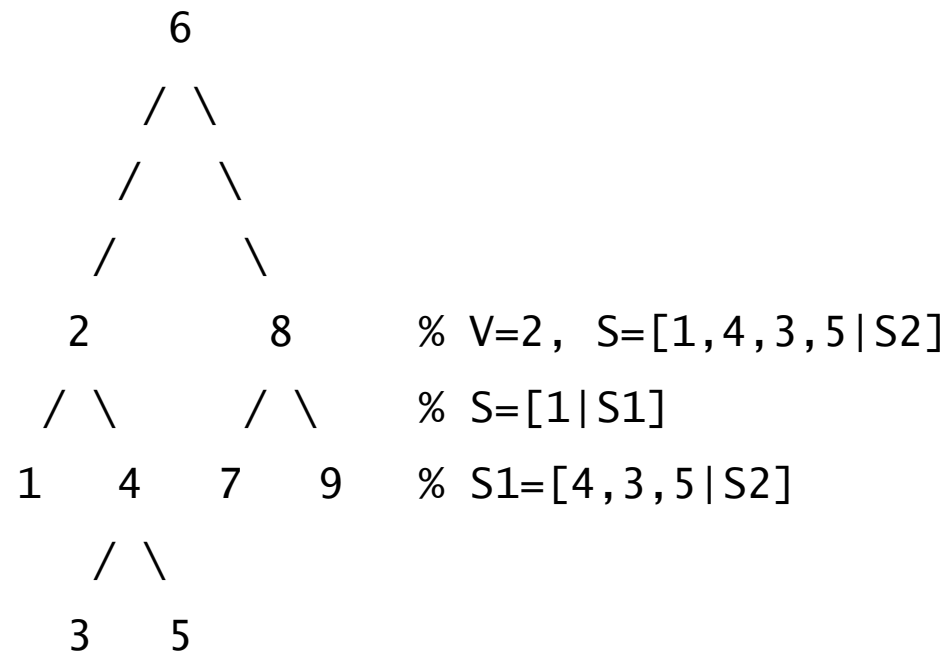 6
/ \
/ \
/ \
2 8 % V=2, S=[1,4,3,5|S2]
/ \ / \ % S=[1|S1]
1 4 7 9 % S1=[4,3,5|S2]
/ \
3 5